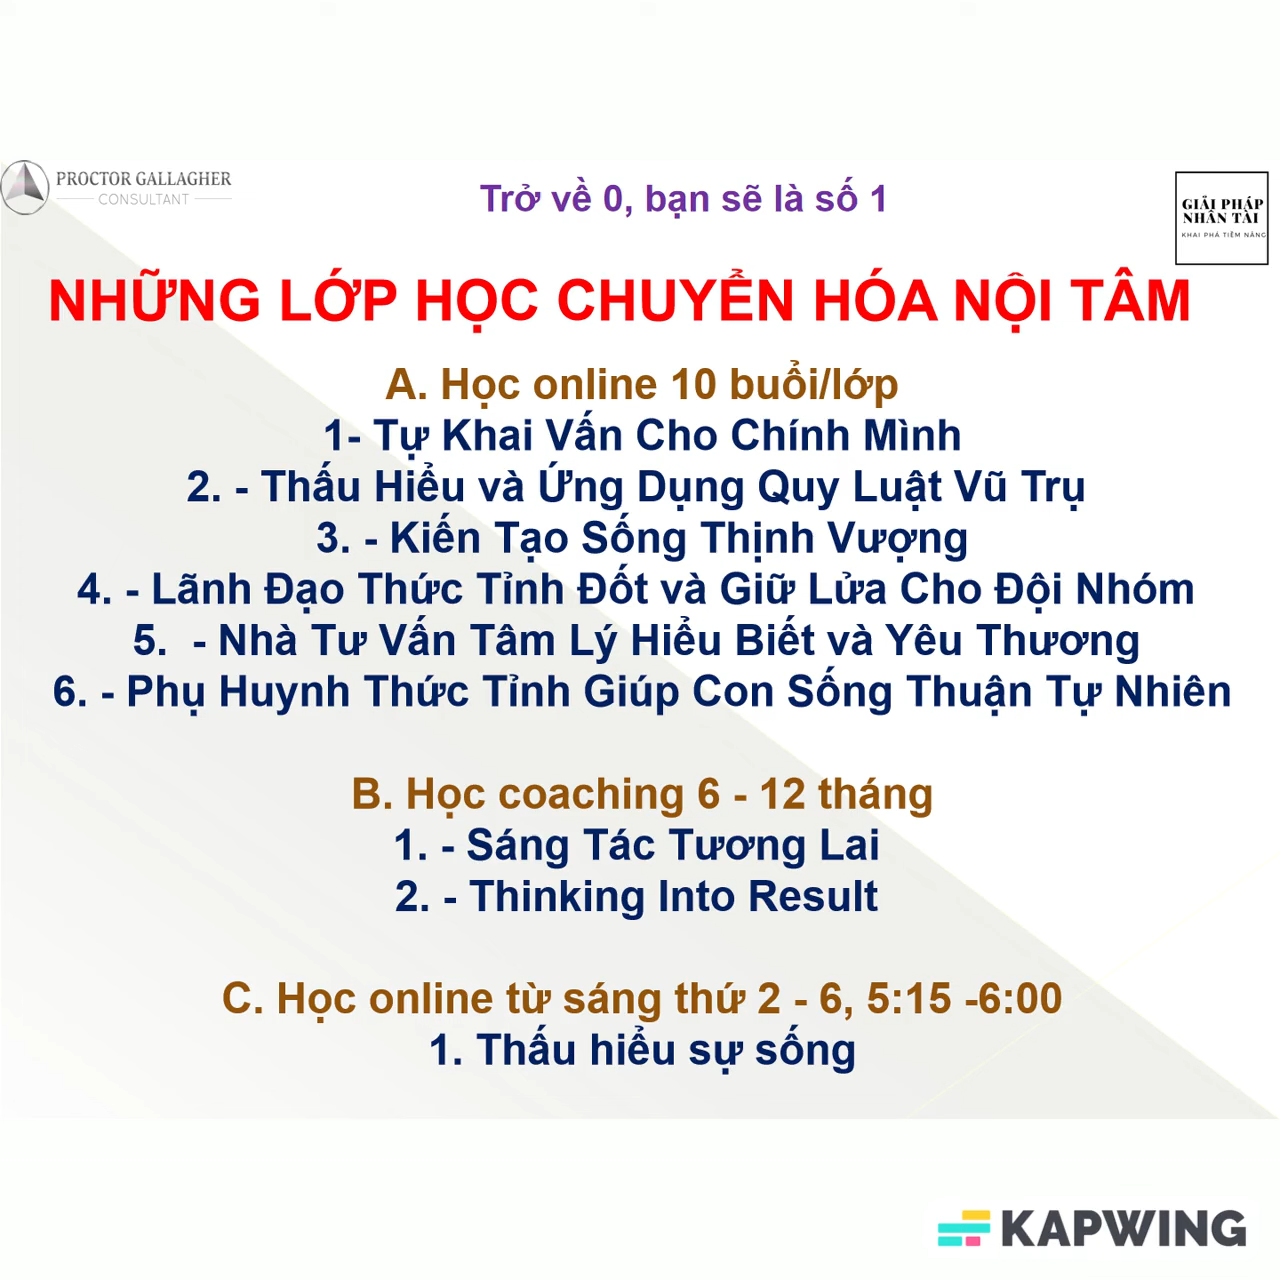 PROCTOR GALLAGHER
CONSULTANT
Trở về 0, bạn sẽ là số 1
GIẢI PHÁP
NHÂN TÀI
KHAI PHÁ TIỀM NĂNG
NHỮNG LỚP HỌC CHUYỂN HÓA NỘI TÂM
A. Học online 10 buổi/lớp
1- Tự Khai Vấn Cho Chính Mình
2. - Thấu Hiểu và Ứng Dụng Quy Luật Vũ Trụ
3. - Kiến Tạo Sống Thịnh Vượng
4. - Lãnh Đạo Thức Tỉnh Đốt và Giữ Lửa Cho Đội Nhóm
5.  - Nhà Tư Vấn Tâm Lý Hiểu Biết và Yêu Thương
6. - Phụ Huynh Thức Tỉnh Giúp Con Sống Thuận Tự Nhiên
B. Học coaching 6 - 12 tháng
1. - Sáng Tác Tương Lai
2. - Thinking Into Result
C. Học online từ sáng thứ 2 - 6, 5:15 -6:00
1. Thấu hiểu sự sống
KAPWING